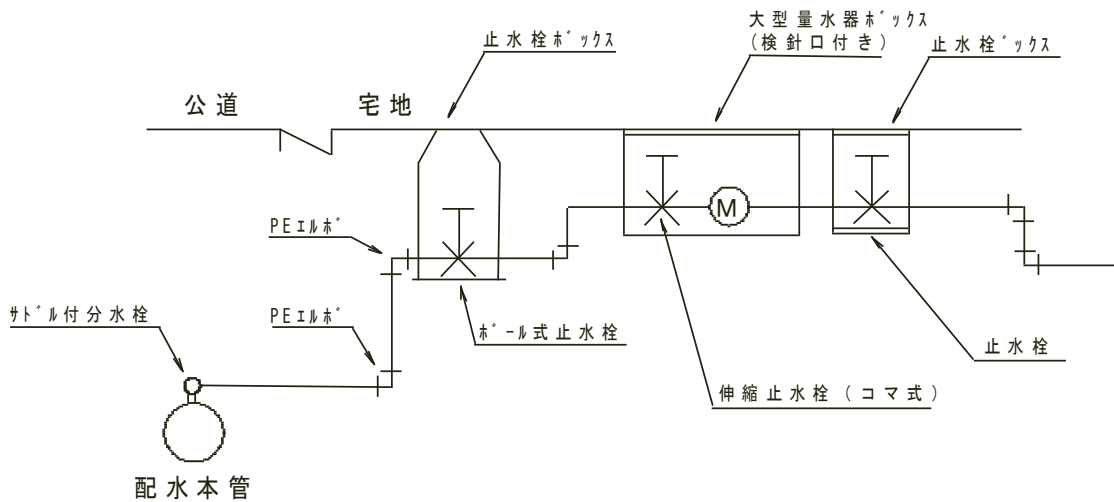 大型量水器ﾎﾞックス
(検針口付き)
止水栓ﾎﾞックス
止水栓ボックス
公道
宅地
M
PEｴﾙﾎﾞ
ｻﾄﾞﾙ付分水栓
PEｴﾙﾎﾞ
ﾎﾞｰﾙ式止水栓
止水栓
伸縮止水栓(コマ式)
配水本管